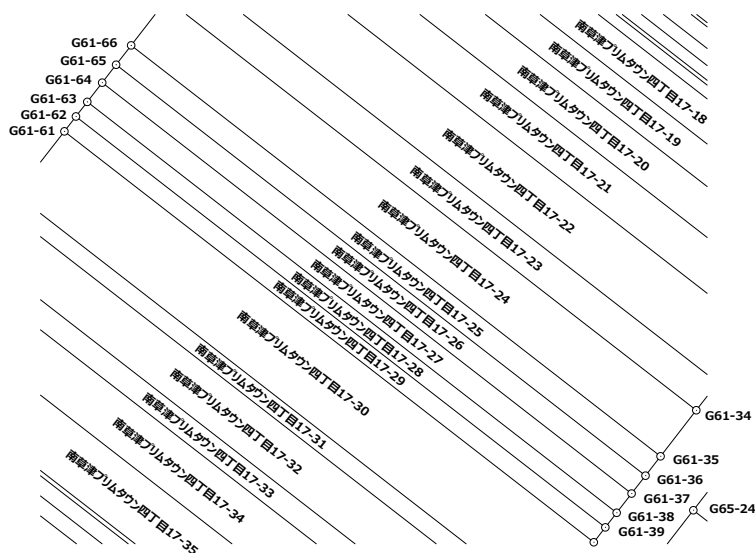 G61-66
G61-65
G61-64
G61-63
G61-62
G61-61
南草津プリムタウン四丁目17-18
南草津プリムタウン四丁目17-19
南草津プリムタウン四丁目17-20
南草津プリムタウン四丁目17-21
南草津プリムタウン四丁目17-22
南草津プリムタウン四丁目17-23
南草津プリムタウン四丁目17-24
南草津プリムタウン四丁目17-25
南草津プリムタウン四丁目17-26
南草津プリムタウン四丁目17-27
南草津プリムタウン四丁目17-28
南草津プリムタウン四丁目17-29
南草津プリムタウン四丁目17-30
南草津プリムタウン四丁目17-31
南草津プリムタウン四丁目17-32
南草津プリムタウン四丁目17-33
南草津プリムタウン四丁目17-34
南草津プリムタウン四丁目17-35
G61-34
G61-35
G61-36
G61-37
G65-24
G61-38
G61-39